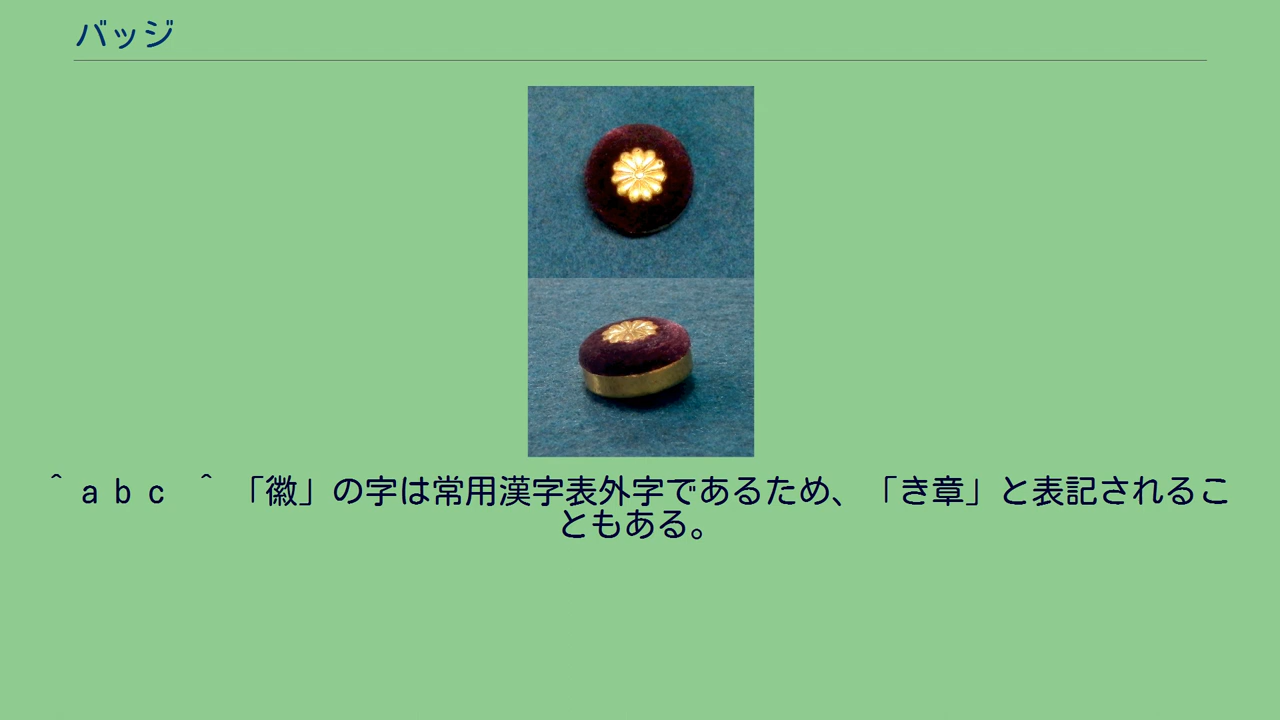 バッジ
＾ａｂｃ ＾「徽」の字は常用漢字表外字であるため、「き章」と表記されるこ
ともある。